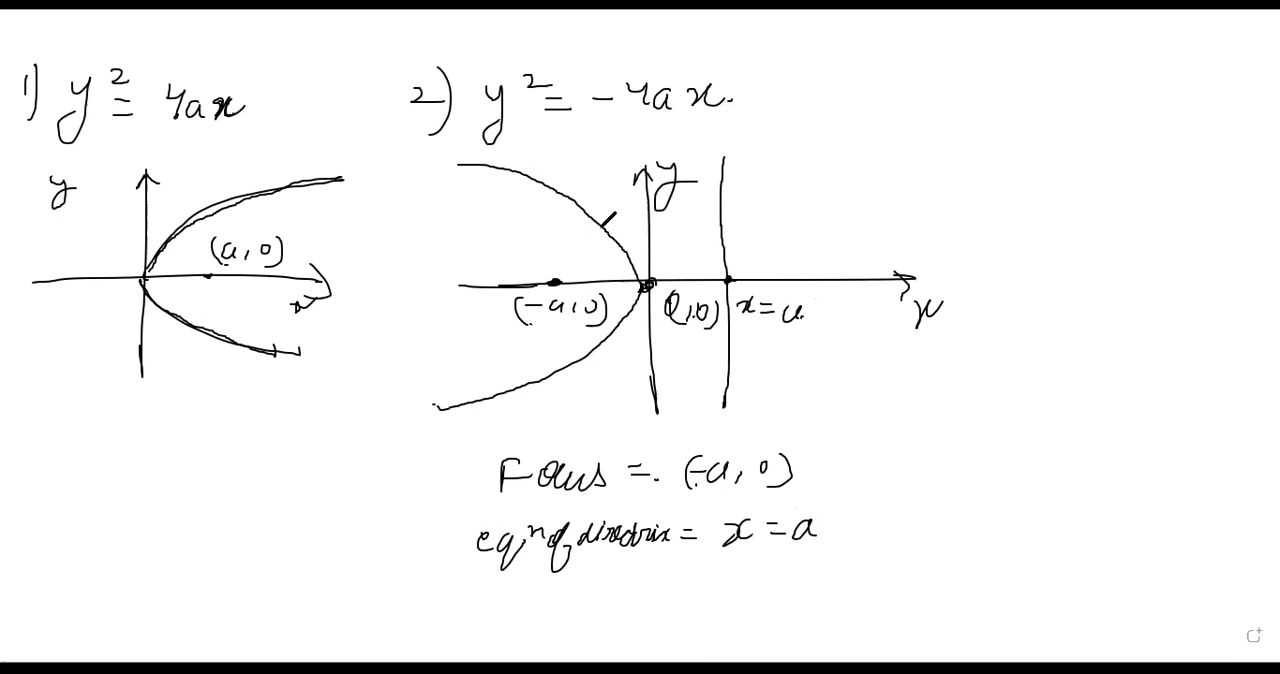 1) y² = 4ax
2) y² = -4ax.
y
(a, 0)
x
y
(-a, 0)
(0,0)
x = a
x
Focus = (-a, 0)
eqⁿ of directrix = x = a